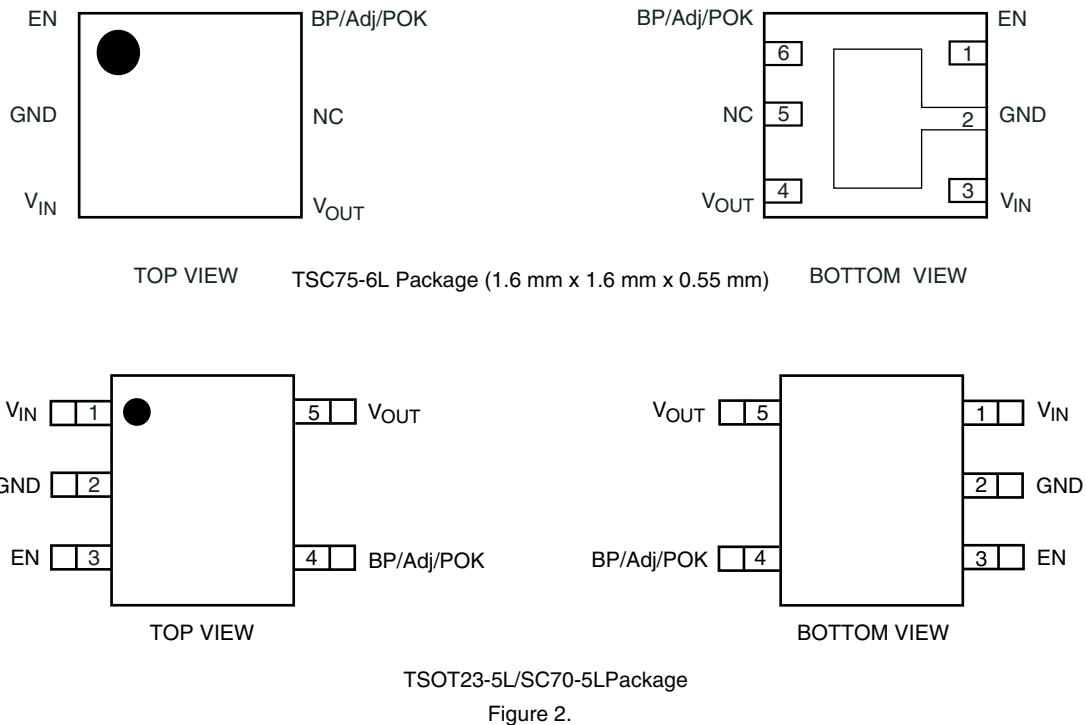 EN BP/Adj/POK BP/Adj/POK EN
6 1
GND NC NC 5 2 GND
4 3
VIN VOUT VOUT VIN
TOP VIEW TSC75-6L Package (1.6 mm x 1.6 mm x 0.55 mm) BOTTOM VIEW
VIN 1 5 VOUT VOUT 5 1 VIN
GND 2 2 GND
EN 3 4 BP/Adj/POK BP/Adj/POK 4 3 EN
TOP VIEW BOTTOM VIEW
TSOT23-5L/SC70-5LPackage
Figure 2.